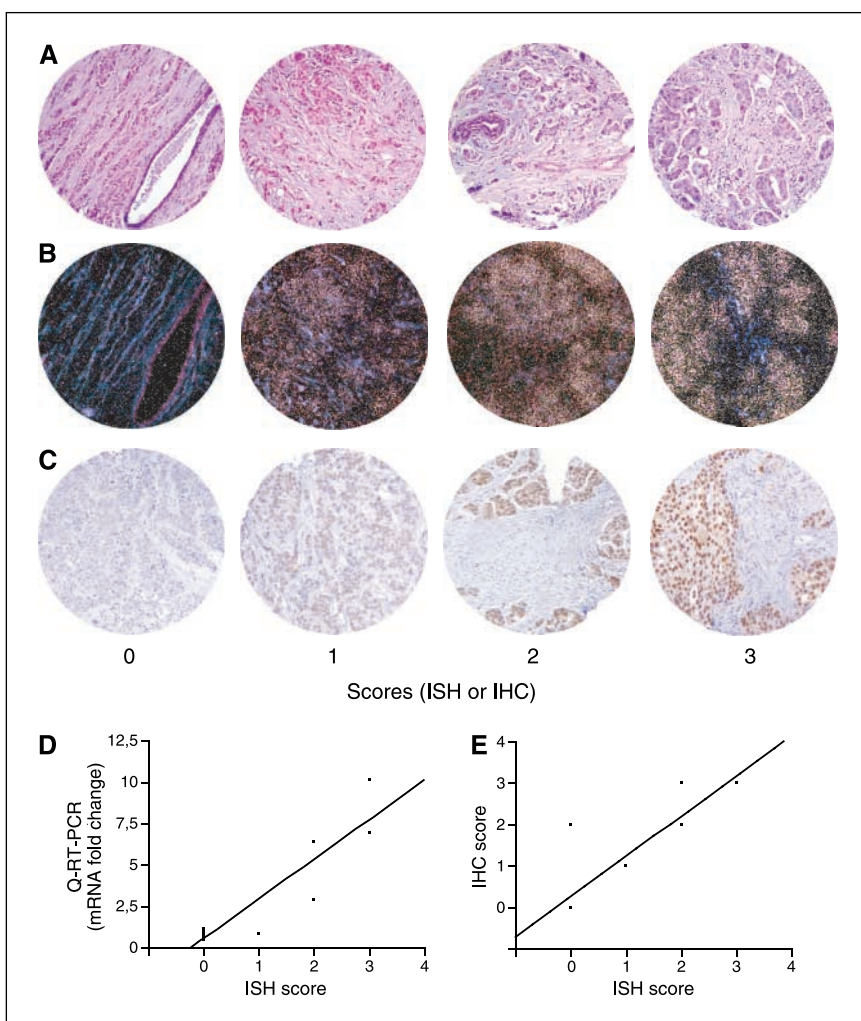 A
B
C
0 1 2 3
Scores (ISH or IHC)
D
Q-RT-PCR
(mRNA fold change)
12,5
10
7,5
5
2,5
0
0 1 2 3 4
ISH score
E
IHC score
4
3
2
1
0
0 1 2 3 4
ISH score